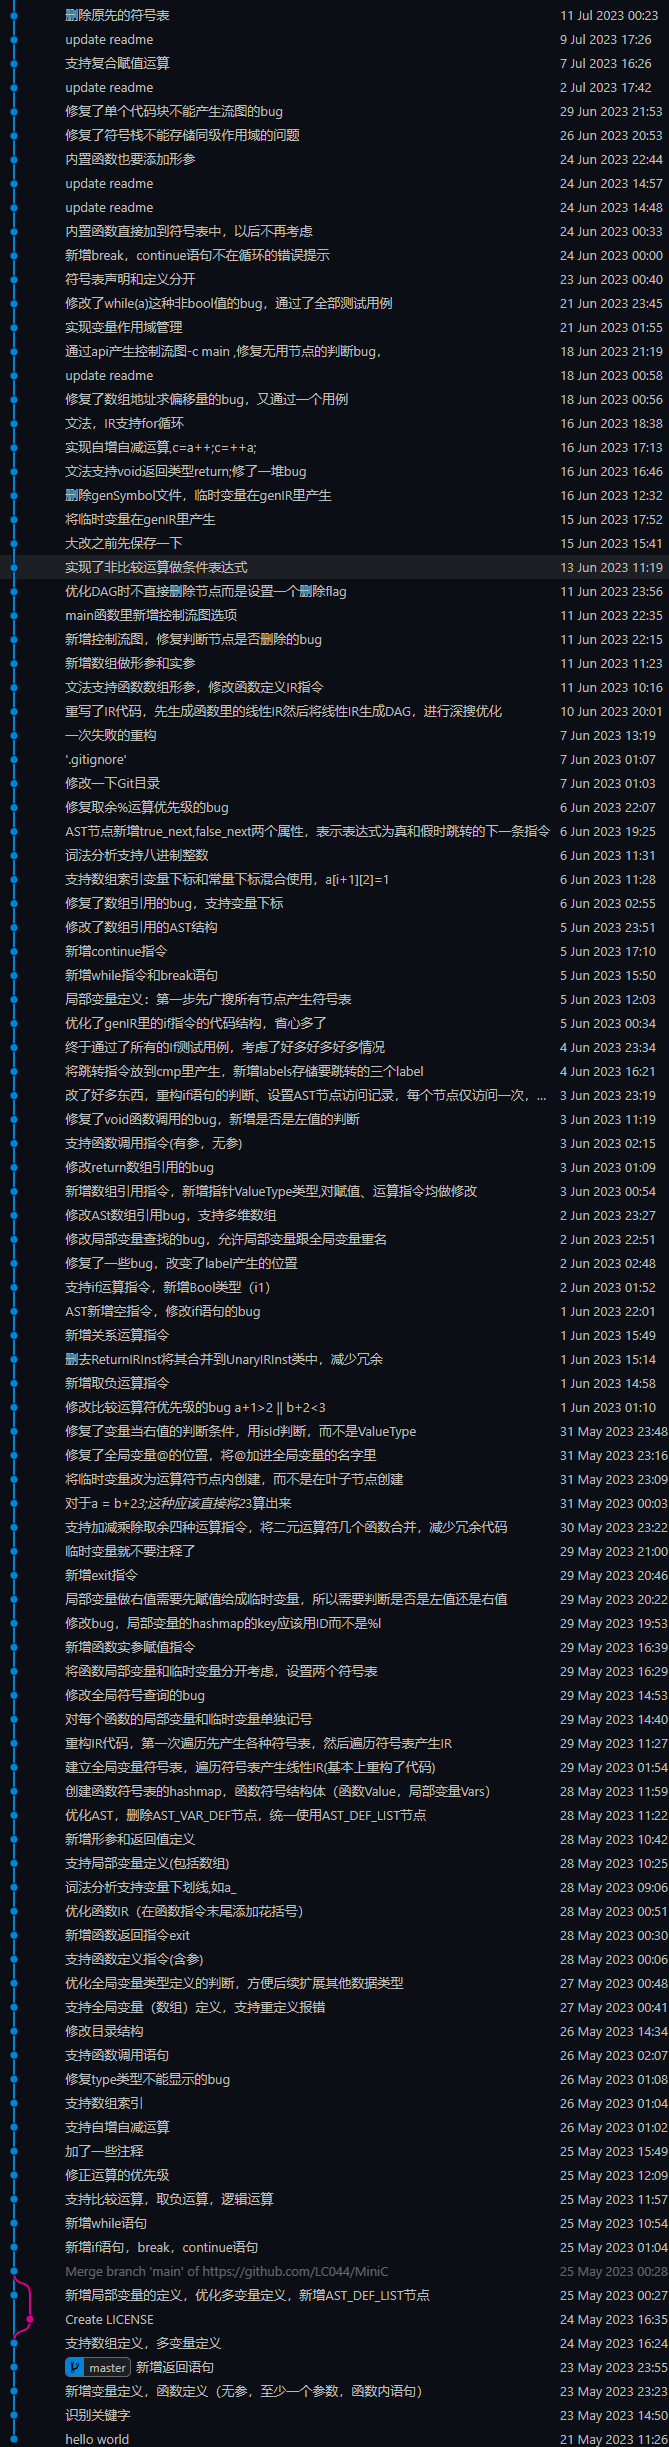 删除原先的符号表 11 Jul 2023 00:23
update readme 9 Jul 2023 17:26
支持复合赋值运算 7 Jul 2023 16:26
update readme 2 Jul 2023 17:42
修复了单个代码块不能产生流图的bug 29 Jun 2023 21:53
修复了符号栈不能存储同级作用域的问题 26 Jun 2023 20:53
内置函数也要添加形参 24 Jun 2023 22:44
update readme 24 Jun 2023 14:57
update readme 24 Jun 2023 14:48
内置函数直接加到符号表中，以后不再考虑 24 Jun 2023 00:33
新增break，continue语句不在循环的错误提示 24 Jun 2023 00:00
符号表声明和定义分开 23 Jun 2023 00:40
修改了while(a)这种非bool值的bug，通过了全部测试用例 21 Jun 2023 23:45
实现变量作用域管理 21 Jun 2023 01:55
通过api产生控制流图-c main ,修复无用节点的判断bug， 18 Jun 2023 21:19
update readme 18 Jun 2023 00:58
修复了数组地址求偏移量的bug，又通过一个用例 18 Jun 2023 00:56
文法，IR支持for循环 16 Jun 2023 18:38
实现自增自减运算,c=a++;c=++a; 16 Jun 2023 17:13
文法支持void返回类型return;修了一堆bug 16 Jun 2023 16:46
删除genSymbol文件，临时变量在genIR里产生 16 Jun 2023 12:32
将临时变量在genIR里产生 15 Jun 2023 17:52
大改之前先保存一下 15 Jun 2023 15:41
实现了非比较运算做条件表达式 13 Jun 2023 11:19
优化DAG时不直接删除节点而是设置一个删除flag 11 Jun 2023 23:56
main函数里新增控制流图选项 11 Jun 2023 22:35
新增控制流图，修复判断节点是否删除的bug 11 Jun 2023 22:15
新增数组做形参和实参 11 Jun 2023 11:23
文法支持函数数组形参，修改函数定义IR指令 11 Jun 2023 10:16
重写了IR代码，先生成函数里的线性IR然后将线性IR生成DAG，进行深搜优化 10 Jun 2023 20:01
一次失败的重构 7 Jun 2023 13:19
'.gitignore' 7 Jun 2023 01:07
修改一下Git目录 7 Jun 2023 01:03
修复取余%运算优先级的bug 6 Jun 2023 22:07
AST节点新增true_next,false_next两个属性，表示表达式为真和假时跳转的下一条指令 6 Jun 2023 19:25
词法分析支持八进制整数 6 Jun 2023 11:31
支持数组索引变量下标和常量下标混合使用，a[i+1][2]=1 6 Jun 2023 11:28
修复了数组引用的bug，支持变量下标 6 Jun 2023 02:55
修改了数组引用的AST结构 5 Jun 2023 23:51
新增continue指令 5 Jun 2023 17:10
新增while指令和break语句 5 Jun 2023 15:50
局部变量定义：第一步先广搜所有节点产生符号表 5 Jun 2023 12:03
优化了genIR里的if指令的代码结构，省心多了 5 Jun 2023 00:34
终于通过了所有的If测试用例，考虑了好多好多好多情况 4 Jun 2023 23:34
将跳转指令放到cmp里产生，新增labels存储要跳转的三个label 4 Jun 2023 16:21
改了好多东西，重构if语句的判断、设置AST节点访问记录，每个节点仅访问一次，... 3 Jun 2023 23:19
修复了void函数调用的bug，新增是否是左值的判断 3 Jun 2023 11:19
支持函数调用指令(有参，无参) 3 Jun 2023 02:15
修改return数组引用的bug 3 Jun 2023 01:09
新增数组引用指令，新增指针ValueType类型,对赋值、运算指令均做修改 3 Jun 2023 00:54
修改ASt数组引用bug，支持多维数组 2 Jun 2023 23:27
修改局部变量查找的bug，允许局部变量跟全局变量重名 2 Jun 2023 22:51
修复了一些bug，改变了label产生的位置 2 Jun 2023 02:48
支持if运算指令，新增Bool类型（i1） 2 Jun 2023 01:52
AST新增空指令，修改if语句的bug 1 Jun 2023 22:01
新增关系运算指令 1 Jun 2023 15:49
删去ReturnIRInst将其合并到UnaryIRInst类中，减少冗余 1 Jun 2023 15:14
新增取负运算指令 1 Jun 2023 14:58
修改比较运算符优先级的bug a+1>2 || b+2<3 1 Jun 2023 01:10
修复了变量当右值的判断条件，用isId判断，而不是ValueType 31 May 2023 23:48
修复了全局变量@的位置，将@加进全局变量的名字里 31 May 2023 23:16
将临时变量改为运算符节点内创建，而不是在叶子节点创建 31 May 2023 23:09
对于a = b+23;这种应该直接将23算出来 31 May 2023 00:03
支持加减乘除取余四种运算指令，将二元运算符几个函数合并，减少冗余代码 30 May 2023 23:22
临时变量就不要注释了 29 May 2023 21:00
新增exit指令 29 May 2023 20:46
局部变量做右值需要先赋值给成临时变量，所以需要判断是否是左值还是右值 29 May 2023 20:22
修改bug，局部变量的hashmap的key应该用ID而不是%l 29 May 2023 19:53
新增函数实参赋值指令 29 May 2023 16:39
将函数局部变量和临时变量分开考虑，设置两个符号表 29 May 2023 16:29
修改全局符号查询的bug 29 May 2023 14:53
对每个函数的局部变量和临时变量单独记号 29 May 2023 14:40
重构IR代码，第一次遍历先产生各种符号表，然后遍历符号表产生IR 29 May 2023 11:27
建立全局变量符号表，遍历符号表产生线性IR(基本上重构了代码) 29 May 2023 01:54
创建函数符号表的hashmap，函数符号结构体（函数Value，局部变量Vars） 28 May 2023 11:59
优化AST，删除AST_VAR_DEF节点，统一使用AST_DEF_LIST节点 28 May 2023 11:22
新增形参和返回值定义 28 May 2023 10:42
支持局部变量定义(包括数组) 28 May 2023 10:25
词法分析支持变量下划线,如a_ 28 May 2023 09:06
优化函数IR（在函数指令末尾添加花括号） 28 May 2023 00:51
新增函数返回指令exit 28 May 2023 00:30
支持函数定义指令(含参) 28 May 2023 00:06
优化全局变量类型定义的判断，方便后续扩展其他数据类型 27 May 2023 00:48
支持全局变量（数组）定义，支持重定义报错 27 May 2023 00:41
修改目录结构 26 May 2023 14:34
支持函数调用语句 26 May 2023 02:07
修复type类型不能显示的bug 26 May 2023 01:08
支持数组索引 26 May 2023 01:04
支持自增自减运算 26 May 2023 01:02
加了一些注释 25 May 2023 15:49
修正运算的优先级 25 May 2023 12:09
支持比较运算，取负运算，逻辑运算 25 May 2023 11:57
新增while语句 25 May 2023 10:54
新增if语句，break，continue语句 25 May 2023 01:04
Merge branch 'main' of https://github.com/LC044/MiniC 25 May 2023 00:28
新增局部变量的定义，优化多变量定义，新增AST_DEF_LIST节点 25 May 2023 00:27
Create LICENSE 24 May 2023 16:35
支持数组定义，多变量定义 24 May 2023 16:24
master 新增返回语句 23 May 2023 23:55
新增变量定义，函数定义（无参，至少一个参数，函数内语句） 23 May 2023 23:23
识别关键字 23 May 2023 14:50
hello world 21 May 2023 11:26